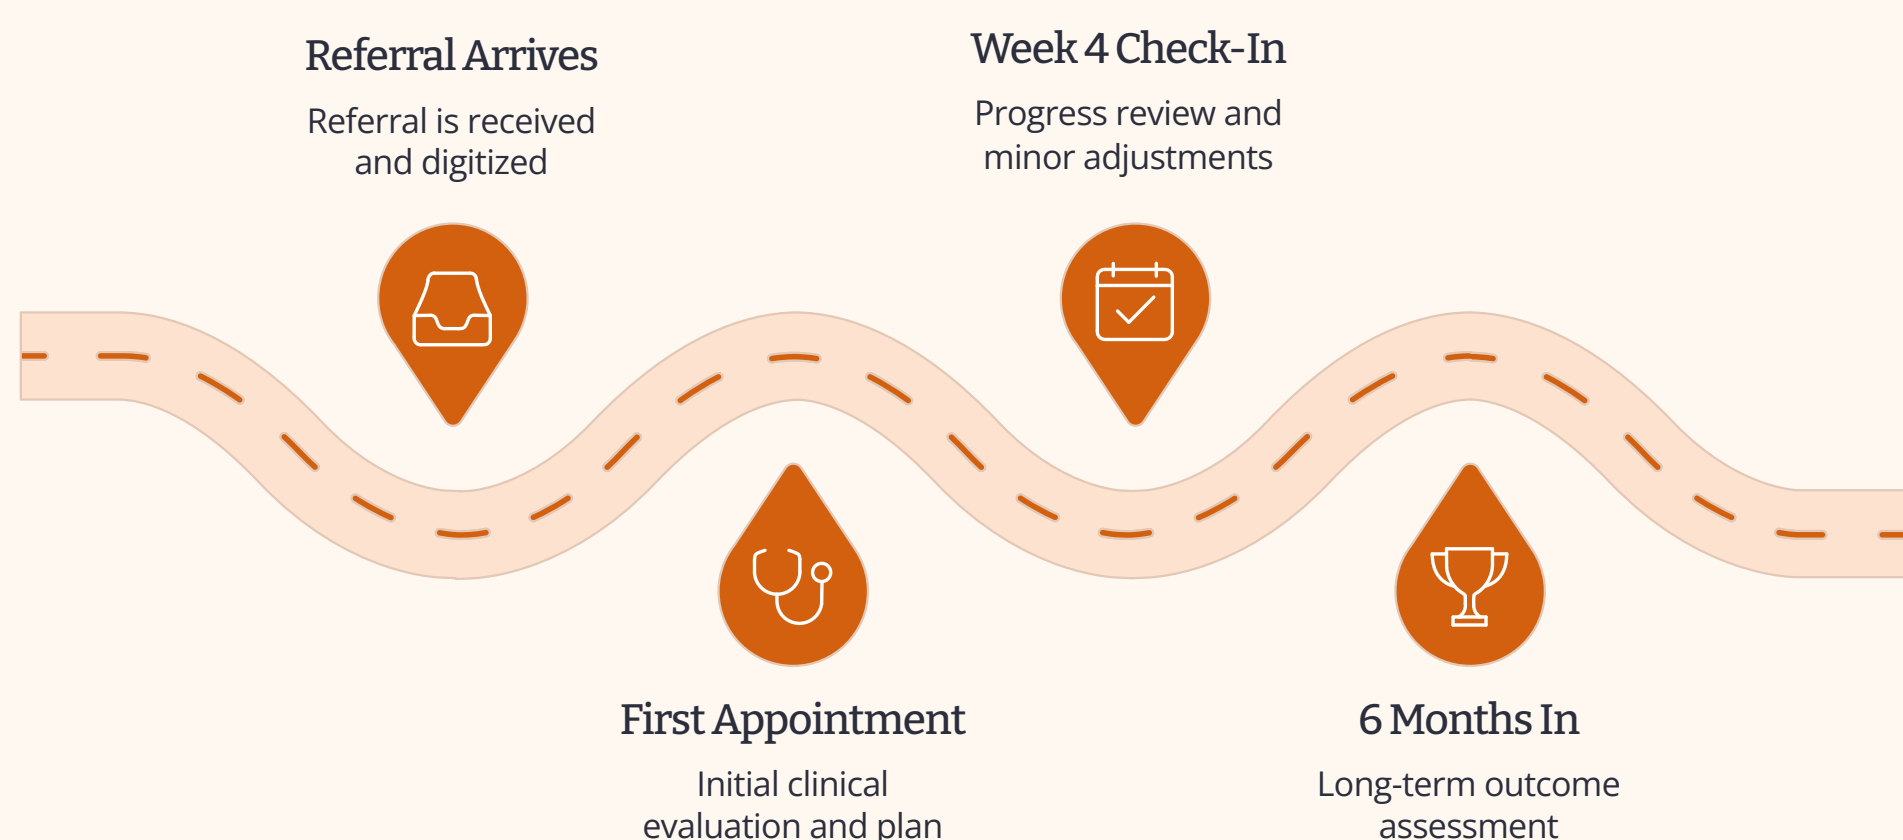 Referral Arrives
Referral is received
and digitized
Week 4 Check-In
Progress review and
minor adjustments
First Appointment
Initial clinical
evaluation and plan
6 Months In
Long-term outcome
assessment